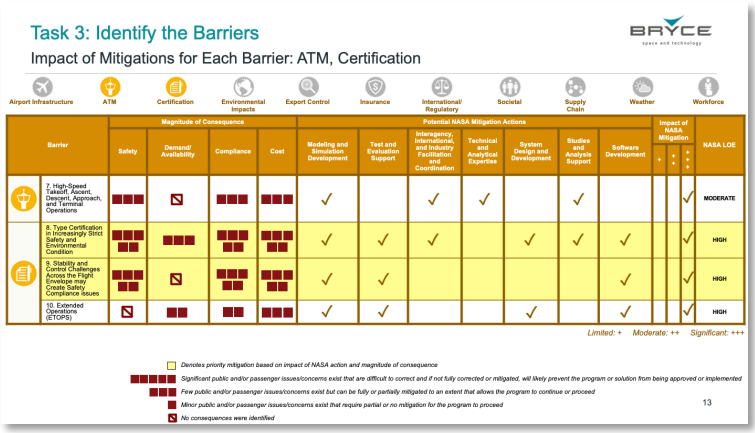 Task 3: Identify the Barriers
BRYCE
space and technology
Impact of Mitigations for Each Barrier: ATM, Certification
Airport Infrastructure
ATM
Certification
Environmental
Impacts
Export Control
Insurance
International/
Regulatory
Societal
Supply
Chain
Weather
Workforce
Barrier
Magnitude of Consequence
Potential NASA Mitigation Actions
Impact of
NASA
Mitigation
NASA LOE
Safety
Demand/
Availability
Compliance
Cost
Modeling and
Simulation
Development
Test and
Evaluation
Support
Interagency,
International,
and Industry
Facilitation
and
Coordination
Technical
and
Analytical
Expertise
System
Design and
Development
Studies
and
Analysis
Support
Software
Development
+
+
+
+
+
+
7. High-Speed
Takeoff, Ascent,
Descent, Approach,
and Terminal
Operations
MODERATE
8. Type Certification
in Increasingly Strict
Safety and
Environmental
Condition
HIGH
9. Stability and
Control Challenges
Across the Flight
Envelope may
Create Safety
Compliance issues
HIGH
10. Extended
Operations
(ETOPS)
HIGH
Limited: + Moderate: ++ Significant: +++
Denotes priority mitigation based on impact of NASA action and magnitude of consequence
Significant public and/or passenger issues/concerns exist that are difficult to correct and if not fully corrected or mitigated, will likely prevent the program or solution from being approved or implemented
Few public and/or passenger issues/concerns exist but can be fully or partially mitigated to an extent that allows the program to continue or proceed
Minor public and/or passenger issues/concerns exist that require partial or no mitigation for the program to proceed
No consequences were identified
13